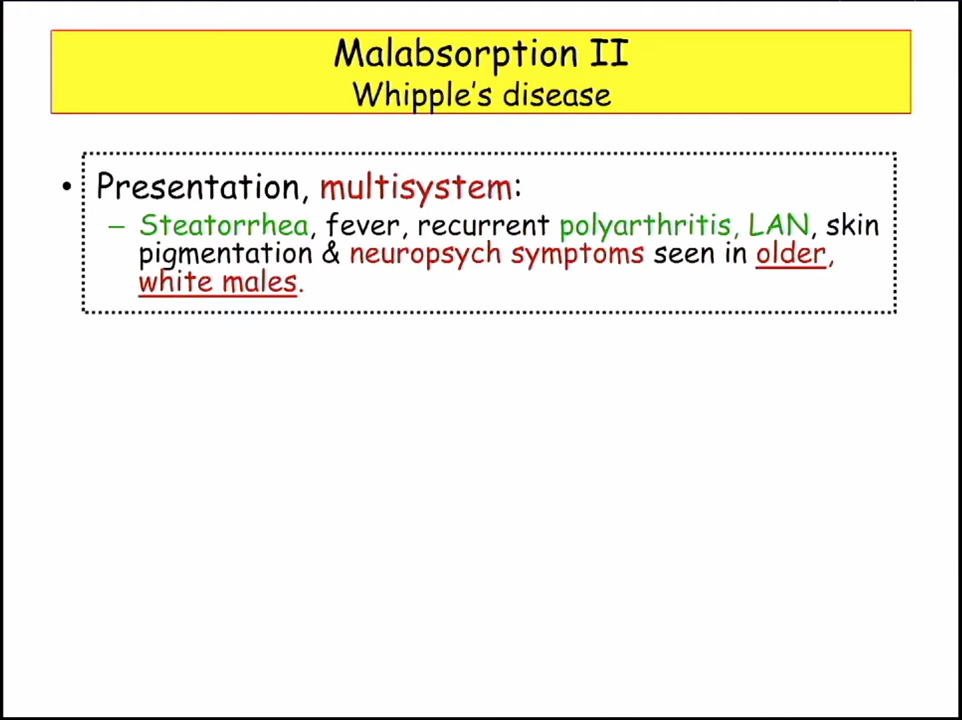 Malabsorption II
Whipple's disease
• Presentation, multisystem:
– Steatorrhea, fever, recurrent polyarthritis, LAN, skin
pigmentation & neuropsych symptoms seen in older,
white males.